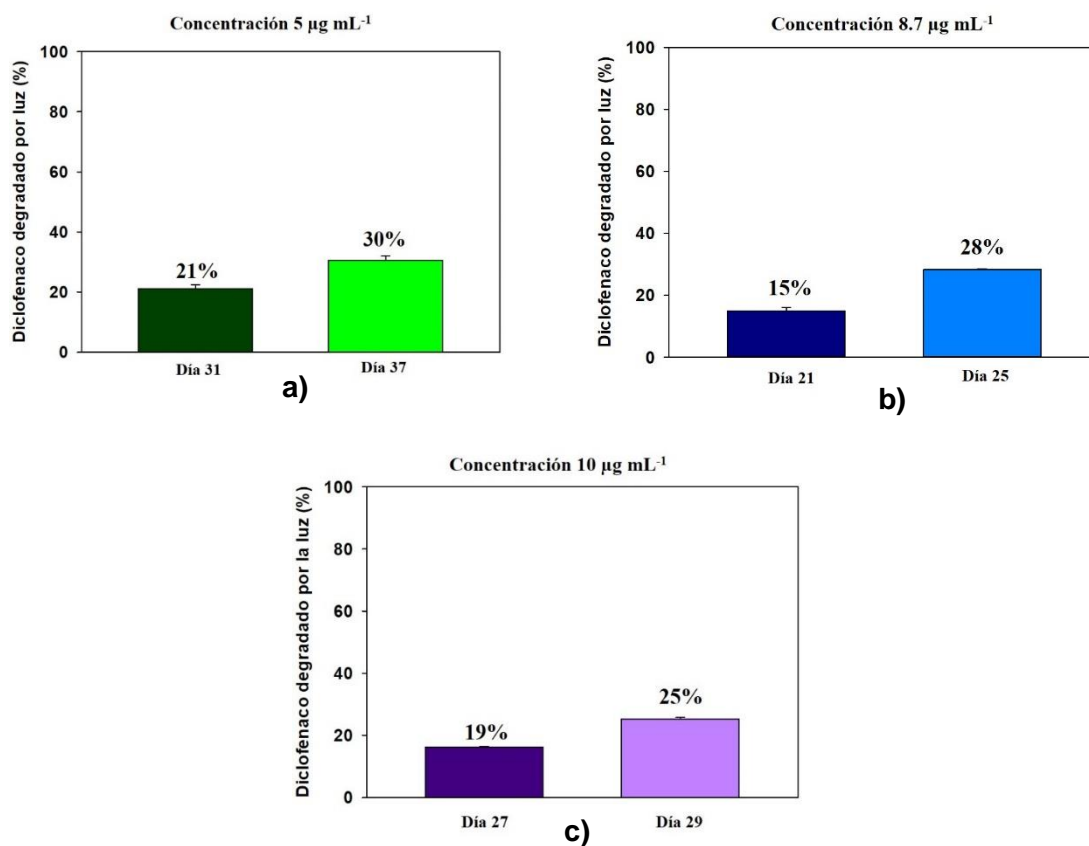 Concentración 5 µg mL-1
Diclofenaco degradado por luz (%)
100
80
60
40
20
0
21%
30%
Día 31
Día 37
a)
Concentración 8.7 µg mL-1
Diclofenaco degradado por luz (%)
100
80
60
40
20
0
15%
28%
Día 21
Día 25
b)
Concentración 10 µg mL-1
Diclofenaco degradado por la luz (%)
100
80
60
40
20
0
19%
25%
Día 27
Día 29
c)